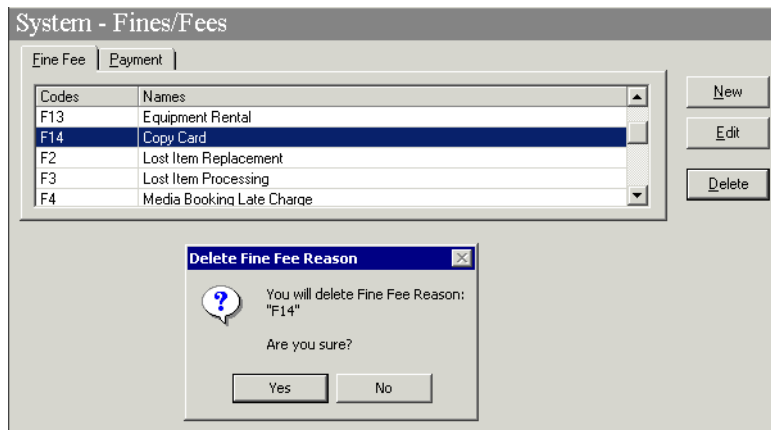 System - Fines/Fees
Fine Fee Payment
Codes Names
F13 Equipment Rental
F14 Copy Card
F2 Lost Item Replacement
F3 Lost Item Processing
F4 Media Booking Late Charge
New
Edit
Delete
Delete Fine Fee Reason
?
You will delete Fine Fee Reason:
"F14"
Are you sure?
Yes No